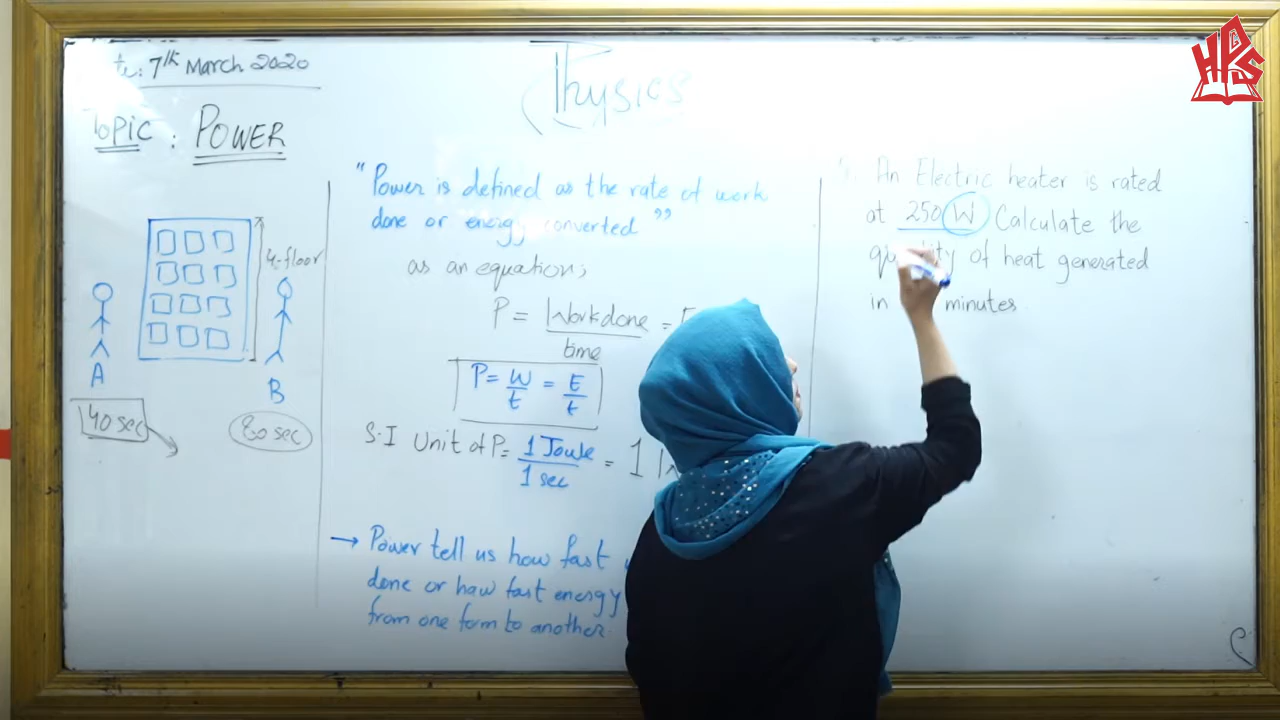 7th March 2020
Physics
Topic : POWER
4-floor
A
B
40 sec
80 sec
"Power is defined as the rate of work
done or energy converted"
as an equation;
P = Workdone =
time
P = W = E
t t
S.I Unit of P = 1 Joule = 1
1 sec
→ Power tell us how fast
done or haw fast energy
from one form to another.
An Electric heater is rated
at 250 W Calculate the
of heat generated
in minutes.
HPSS